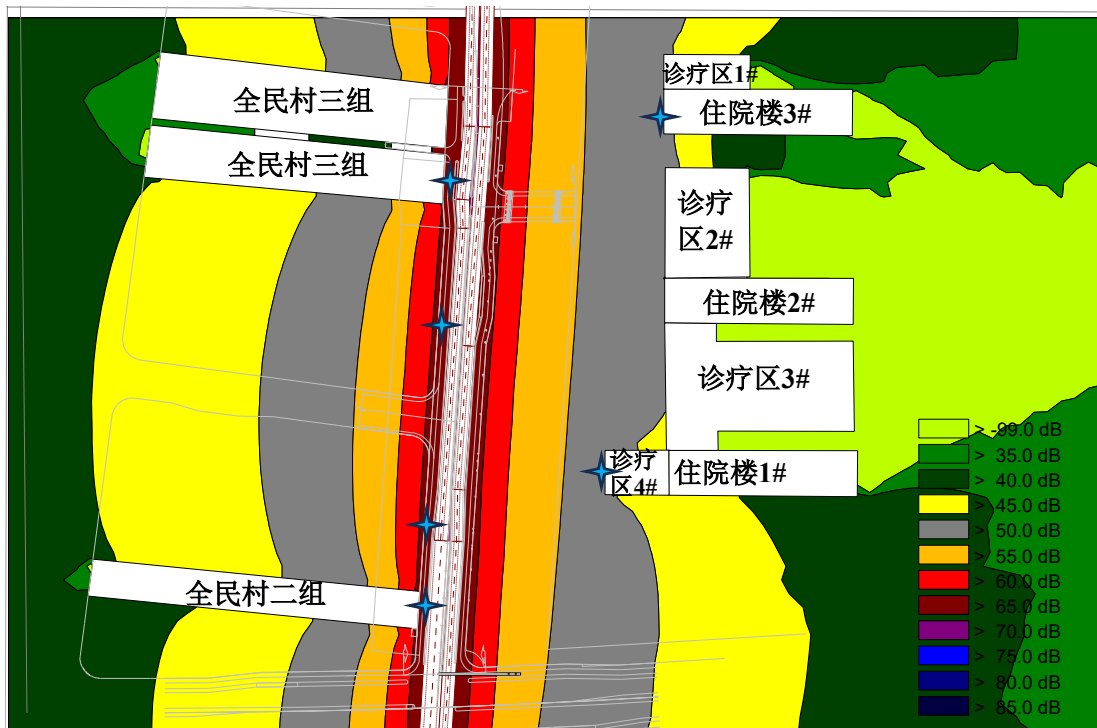 诊疗区1#
全民村三组
住院楼3#
全民村三组
诊疗
区2#
住院楼2#
诊疗区3#
诊疗
区4#
住院楼1#
全民村二组
> -99.0 dB
> 35.0 dB
> 40.0 dB
> 45.0 dB
> 50.0 dB
> 55.0 dB
> 60.0 dB
> 65.0 dB
> 70.0 dB
> 75.0 dB
> 80.0 dB
> 85.0 dB